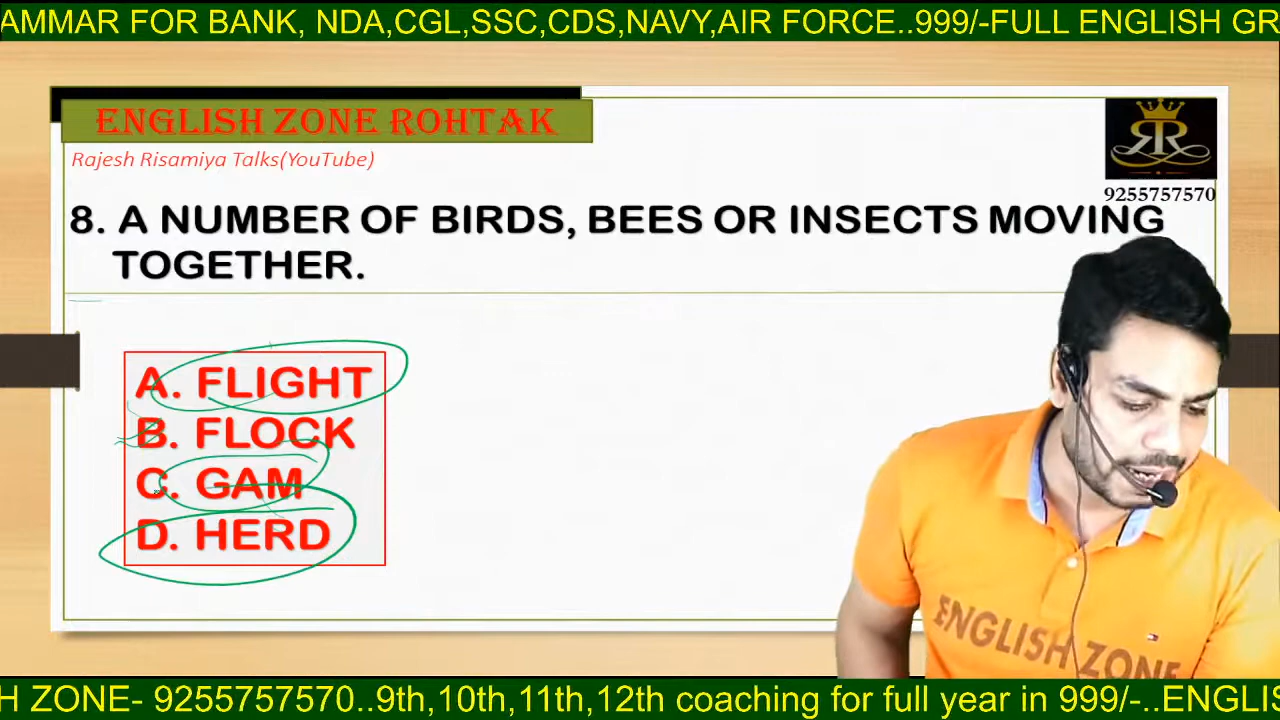 AMMAR FOR BANK, NDA,CGL,SSC,CDS,NAVY,AIR FORCE..999/-FULL ENGLISH GR
ENGLISH ZONE ROHTAK
Rajesh Risamiya Talks(YouTube)
RR
9255757570
8. A NUMBER OF BIRDS, BEES OR INSECTS MOVING
TOGETHER.
A. FLIGHT
B. FLOCK
C. GAM
D. HERD
ENGLISH ZONE
H ZONE- 9255757570..9th,10th,11th,12th coaching for full year in 999/-..ENGLIS